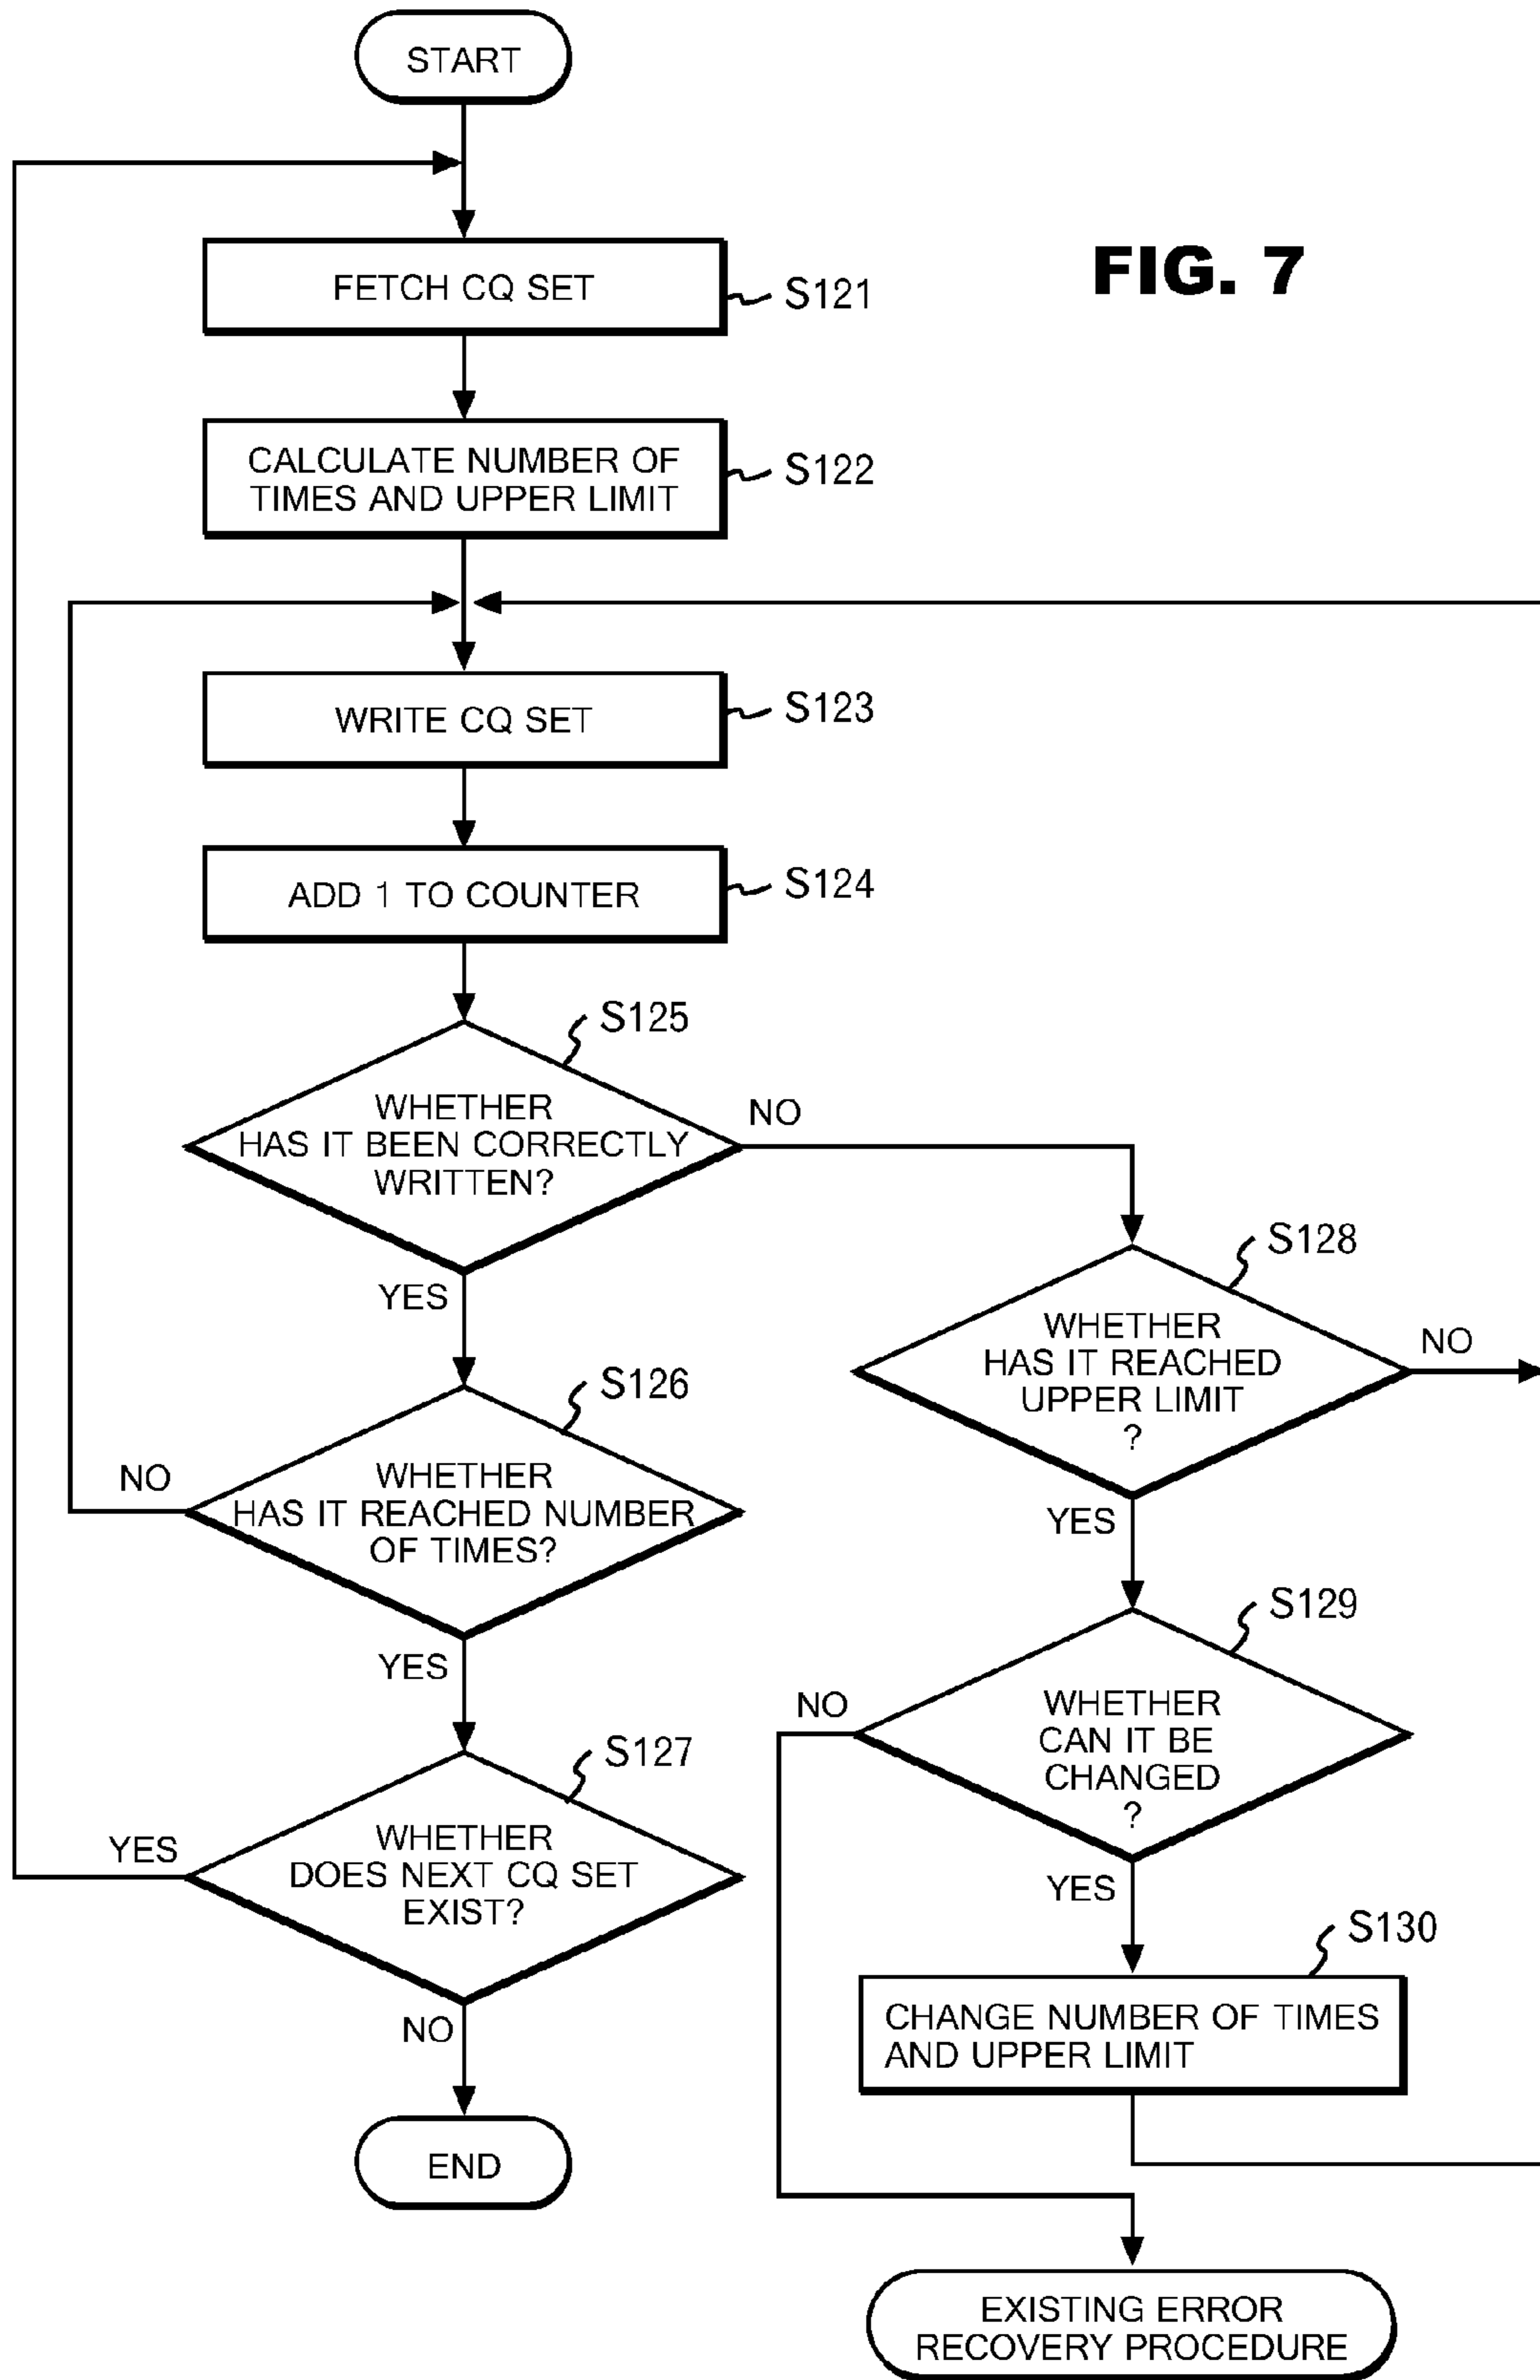 START
FIG. 7
FETCH CQ SET
S121
CALCULATE NUMBER OF
TIMES AND UPPER LIMIT
S122
WRITE CQ SET
S123
ADD 1 TO COUNTER
S124
S125
WHETHER
HAS IT BEEN CORRECTLY
WRITTEN?
NO
YES
S128
WHETHER
HAS IT REACHED
UPPER LIMIT
?
NO
YES
S126
WHETHER
HAS IT REACHED NUMBER
OF TIMES?
NO
YES
S129
WHETHER
CAN IT BE
CHANGED
?
NO
YES
S127
WHETHER
DOES NEXT CQ SET
EXIST?
YES
NO
S130
CHANGE NUMBER OF TIMES
AND UPPER LIMIT
END
EXISTING ERROR
RECOVERY PROCEDURE